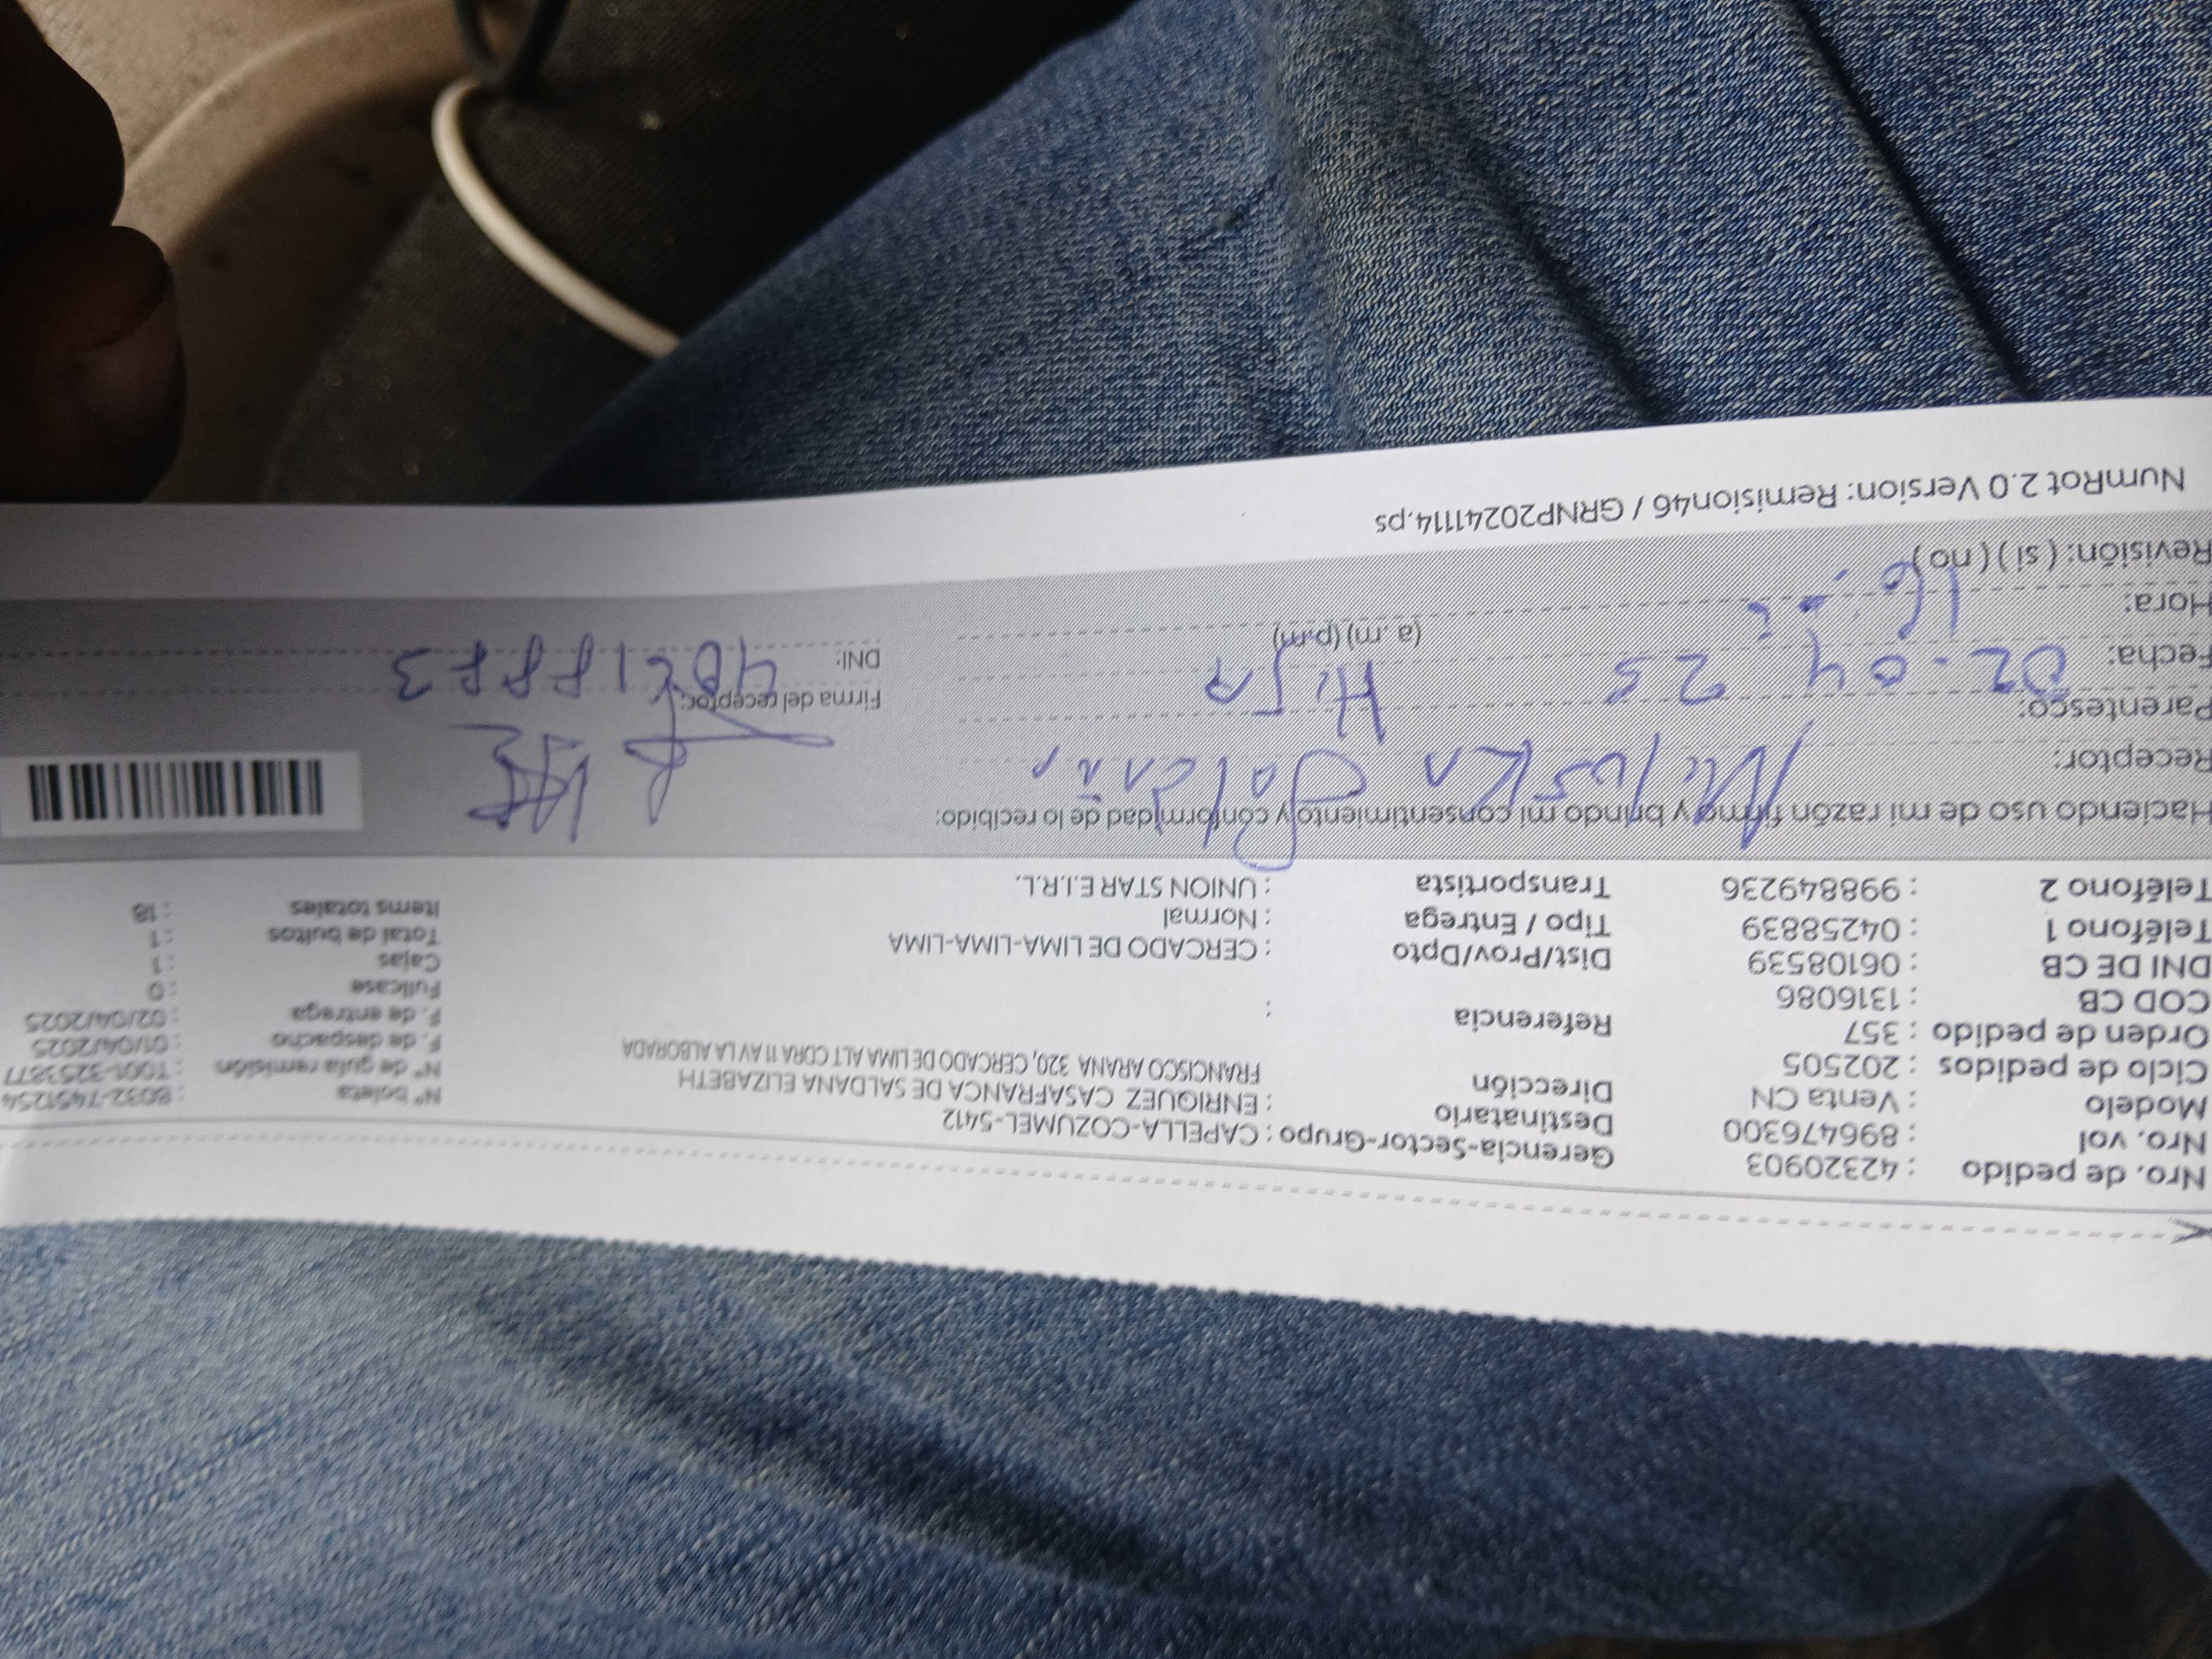 Nro. de pedido : 42320903
Nro. vol : 896476300
Modelo : Venta CN
Ciclo de pedidos : 202505
Orden de pedido : 357
COD CB : 1316086
DNI DE CB : 06108539
Teléfono 1 : 04258839
Teléfono 2 : 998849236
Gerencia-Sector-Grupo : CAPELLA-COZUMEL-5412
Destinatario : ENRIQUEZ CASAFRANCA DE SALDANA ELIZABETH
Dirección FRANCISCO ARANA 320, CERCADO DE LIMA ALT CDRA 11 AV LA ALBORADA
Referencia :
Dist/Prov/Dpto : CERCADO DE LIMA-LIMA-LIMA
Tipo / Entrega : Normal
Transportista : UNION STAR E.I.R.L.
N° boleta : B032-7451254
N° de guía remisión : T001-3253877
F. de despacho : 01/04/2025
F. de entrega : 02/04/2025
Fullcase : 0
Cajas : 1
Total de bultos : 1
Items totales : 18
Haciendo uso de mi razón firmo y brindo mi consentimiento y conformidad de lo recibido:
Receptor: Saldaña
Parentesco: HiJA
Fecha: 02-04 25
Hora: 16 (a .m) (p.m)
Revisión: ( si ) ( no )
Firma del receptor:
DNI:
NumRot 2.0 Version: Remision46 / GRNP20241114.ps